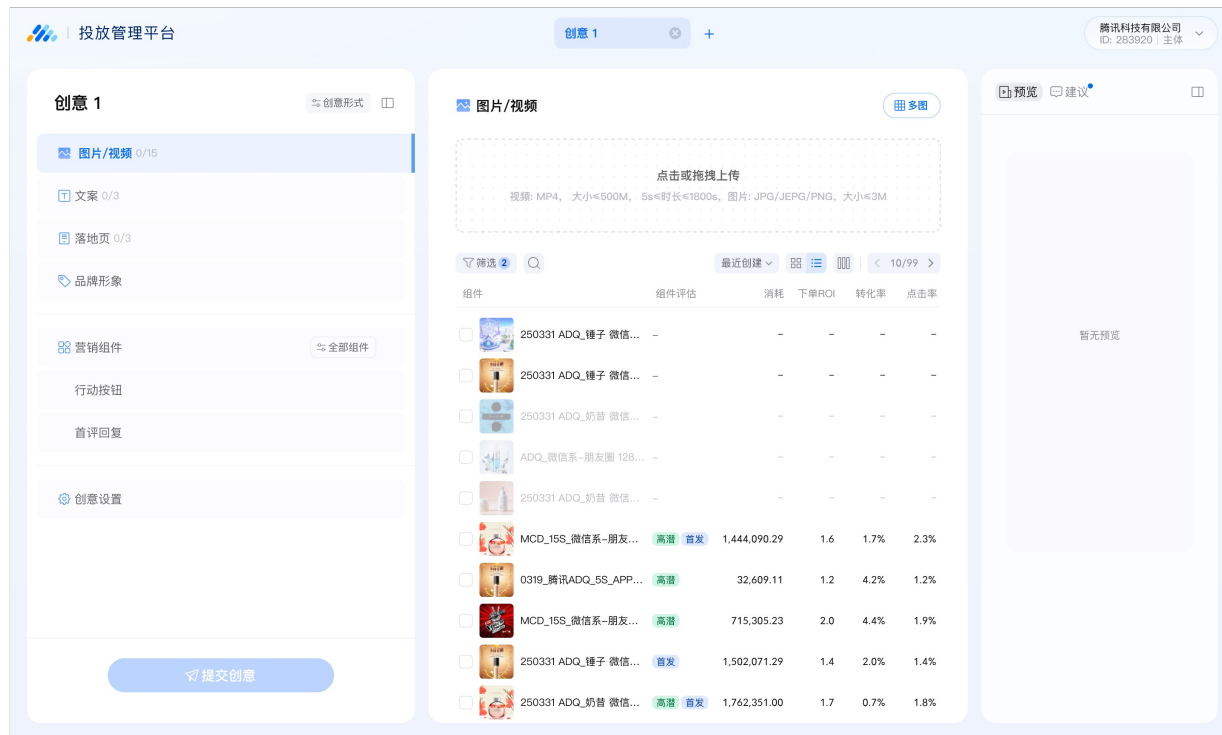 投放管理平台
创意 1
+
腾讯科技有限公司
ID: 283920 | 主体
创意 1
创意形式
图片/视频 0/15
文案 0/3
落地页 0/3
品牌形象
营销组件
全部组件
行动按钮
首评回复
创意设置
提交创意
图片/视频
多图
点击或拖拽上传
视频: MP4, 大小≤500M, 5s≤时长≤1800s, 图片: JPG/JEPG/PNG, 大小≤3M
筛选 2
最近创建
10/99
组件 组件评估 消耗 下单ROI 转化率 点击率
250331 ADQ_锤子 微信... – – – – –
250331 ADQ_锤子 微信... – – – – –
250331 ADQ_奶昔 微信... – – – – –
ADQ_微信系–朋友圈 128... – – – – –
250331 ADQ_奶昔 微信... – – – – –
MCD_15S_微信系–朋友... 高潜 首发 1,444,090.29 1.6 1.7% 2.3%
0319_腾讯ADQ_5S_APP... 高潜 32,609.11 1.2 4.2% 1.2%
MCD_15S_微信系–朋友... 高潜 715,305.23 2.0 4.4% 1.9%
250331 ADQ_锤子 微信... 首发 1,502,071.29 1.4 2.0% 1.4%
250331 ADQ_奶昔 微信... 高潜 首发 1,762,351.00 1.7 0.7% 1.8%
预览
建议
暂无预览